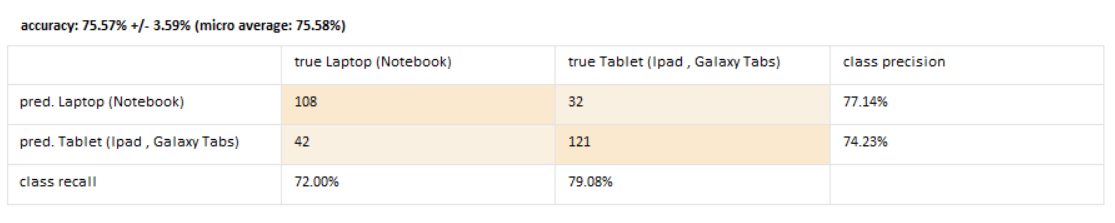 accuracy: 75.57% +/- 3.59% (micro average: 75.58%)
true Laptop (Notebook) true Tablet (Ipad , Galaxy Tabs) class precision
pred. Laptop (Notebook) 108 32 77.14%
pred. Tablet (Ipad , Galaxy Tabs) 42 121 74.23%
class recall 72.00% 79.08%